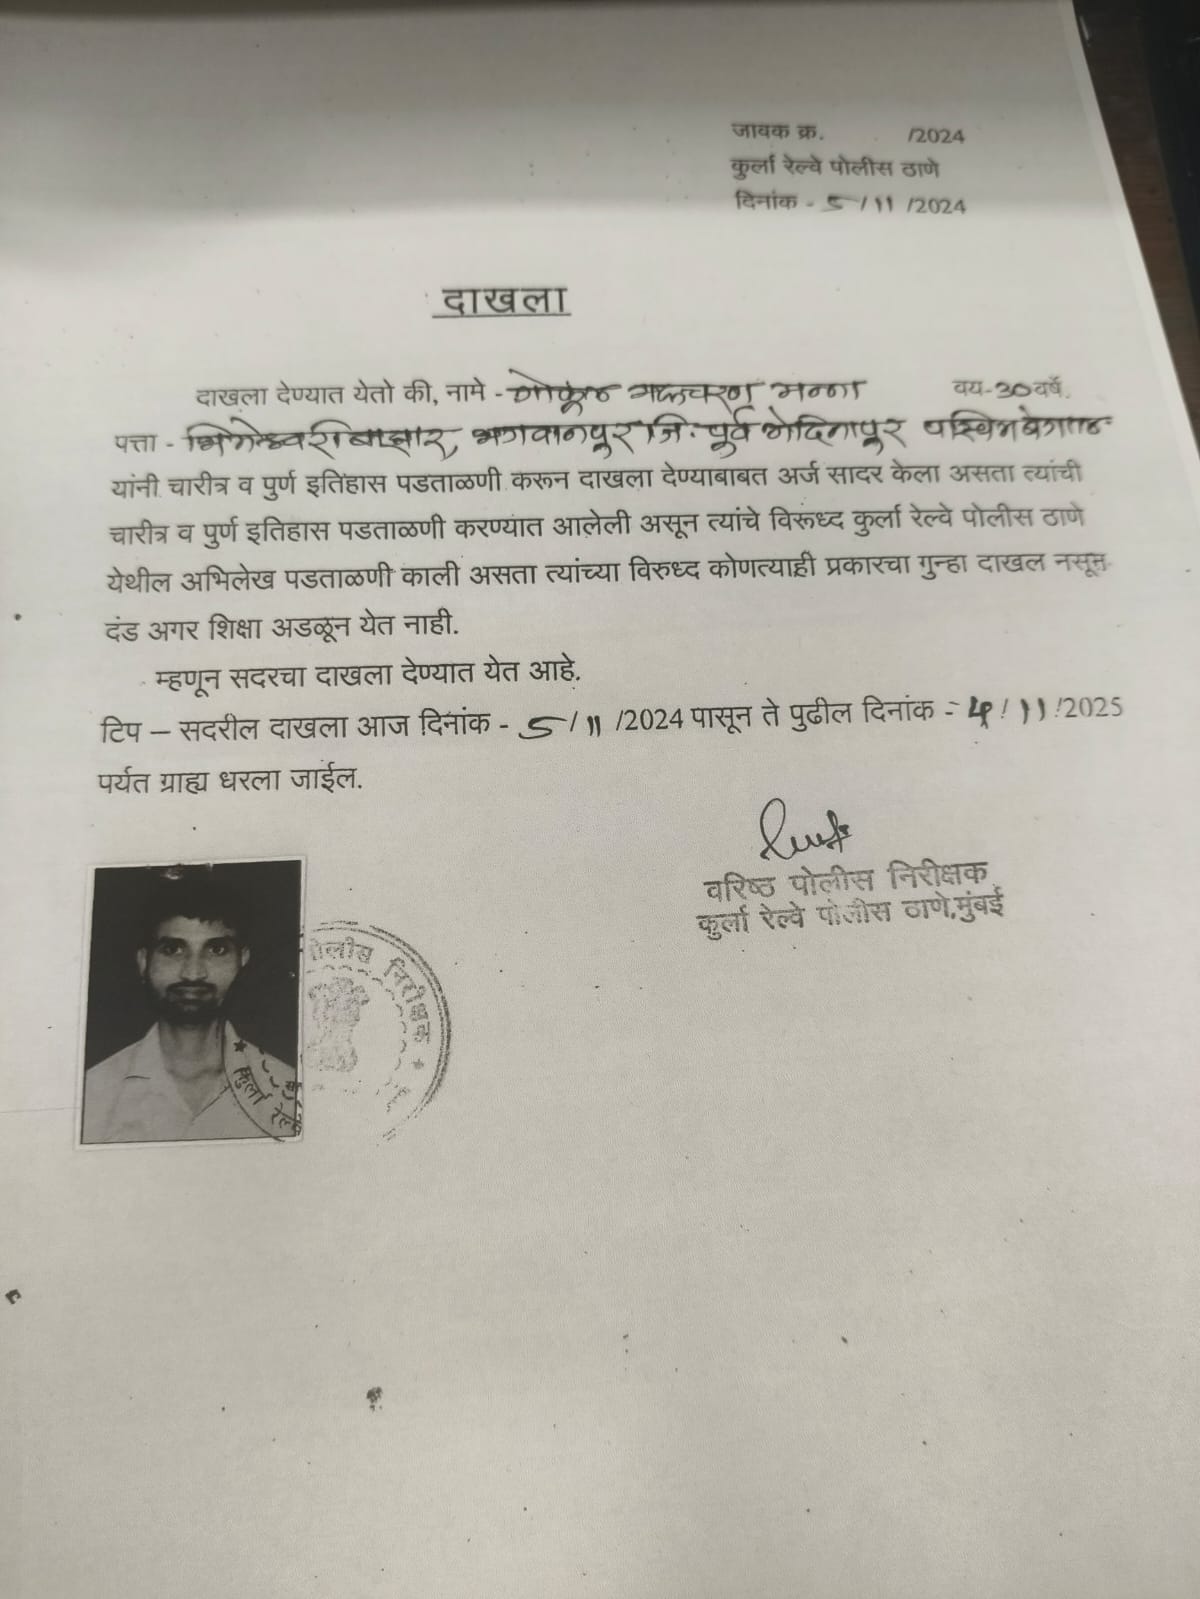 जावक क्र. /2024
कुर्ला रेल्वे पोलीस ठाणे
दिनांक - 5/11 /2024
दाखला
दाखला देण्यात येतो की, नामे - गोकूल मन्ना वय-30वर्षे.
पत्ता - भिमेश्वरी बाझार, भगवानपूर जि. पूर्व मेदिनापूर पश्चिम बंगाल
यांनी चारीत्र व पुर्ण इतिहास पडताळणी करून दाखला देण्याबाबत अर्ज सादर केला असता त्यांची
चारीत्र व पुर्ण इतिहास पडताळणी करण्यात आलेली असून त्यांचे विरूध्द कुर्ला रेल्वे पोलीस ठाणे
येथील अभिलेख पडताळणी काली असता त्यांच्या विरुध्द कोणत्याही प्रकारचा गुन्हा दाखल नसून
दंड अगर शिक्षा अडळून येत नाही.
म्हणून सदरचा दाखला देण्यात येत आहे.
टिप – सदरील दाखला आज दिनांक - 5/11 /2024 पासून ते पुढील दिनांक - 4/11/2025
पर्यत ग्राह्य धरला जाईल.
वरिष्ठ पोलीस निरीक्षक
कुर्ला रेल्वे पोलीस ठाणे,मुंबई
पोलीस निरीक्षक
कुर्ला रेल्वे